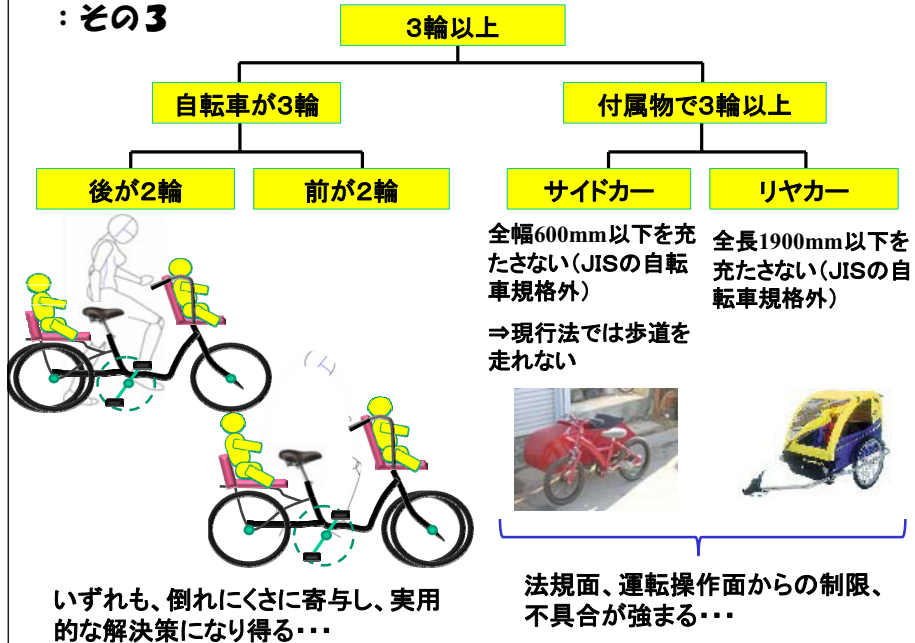 ：その３
３輪以上
自転車が３輪
付属物で３輪以上
後が２輪
前が２輪
サイドカー
リヤカー
全幅600mm以下を充
たさない（JISの自転
車規格外）
⇒現行法では歩道を
走れない
全長1900mm以下を
充たさない（JISの自
転車規格外）
いずれも、倒れにくさに寄与し、実用
的な解決策になり得る・・・
法規面、運転操作面からの制限、
不具合が強まる・・・